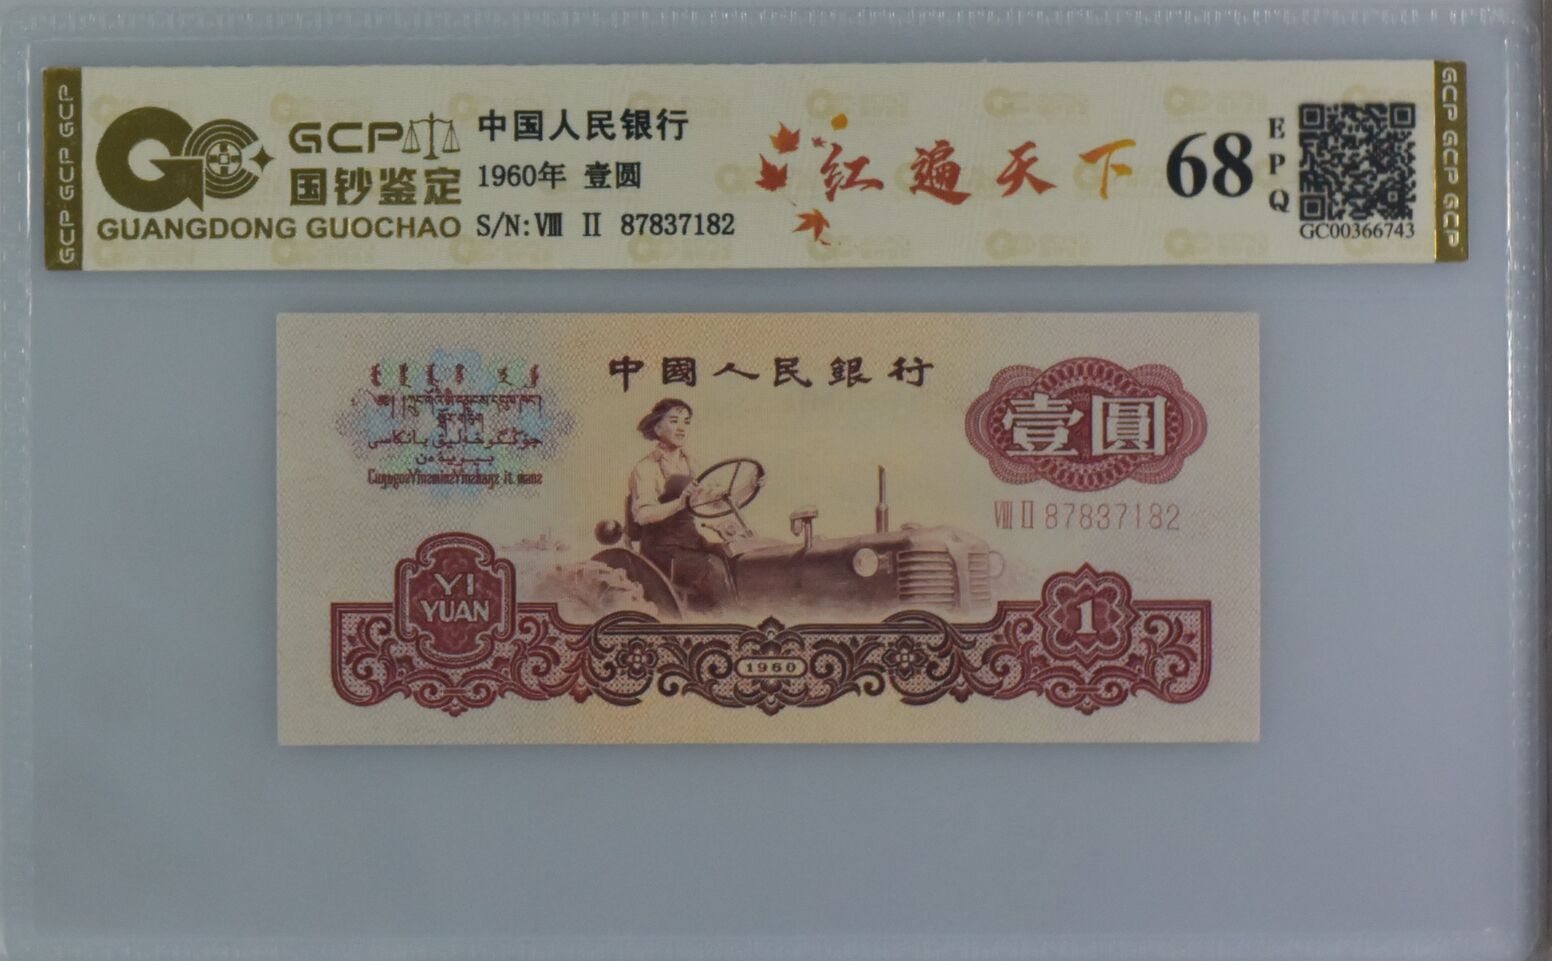 GCP GCP GCP
GCP
国钞鉴定
GUANGDONG GUOCHAO
中国人民银行
1960年 壹圆
S/N:Ⅷ Ⅱ 87837182
红遍天下
68
EPQ
GC00366743
GCP GCP GCP
中國人民銀行
壹圓
Ⅷ Ⅱ 87837182
YI
YUAN
1
1960